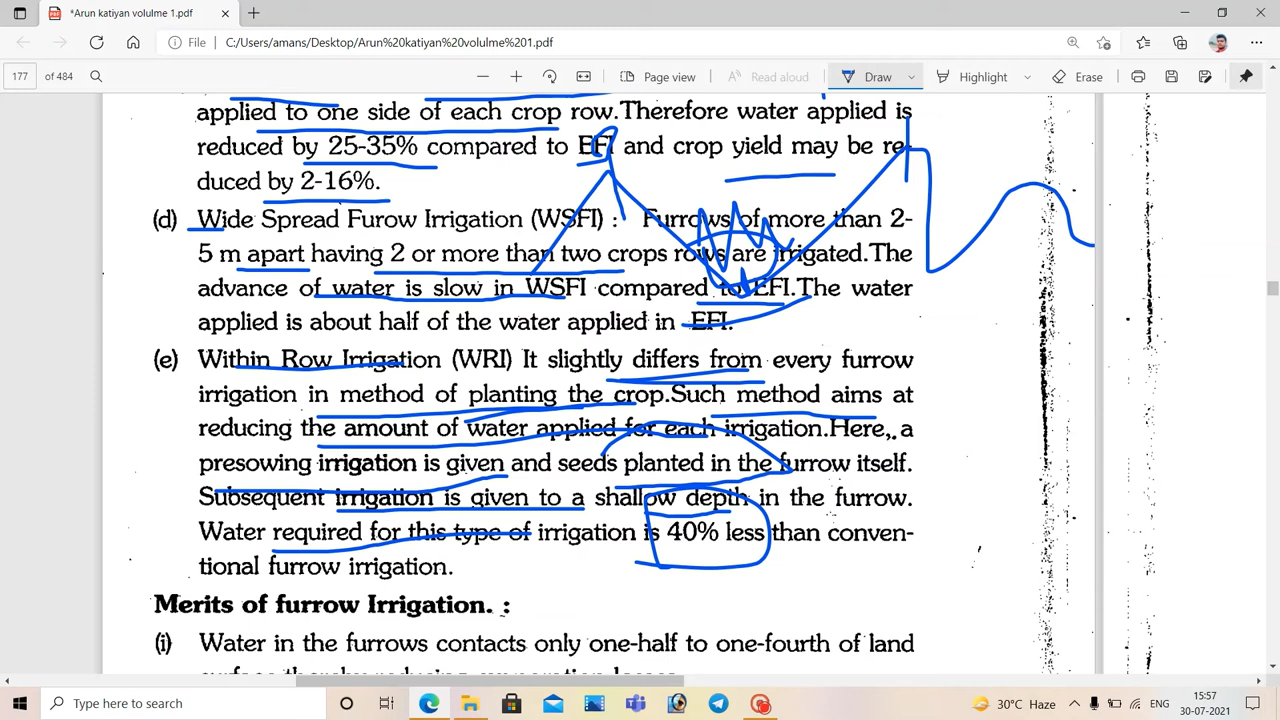 *Arun katiyan volulme 1.pdf
File
C:/Users/amans/Desktop/Arun%20katiyan%20volulme%201.pdf
177 of 484
Page view
Read aloud
Draw
Highlight
Erase
applied to one side of each crop row.Therefore water applied is
reduced by 25-35% compared to EFI and crop yield may be re-
duced by 2-16%.
(d) Wide Spread Furow Irrigation (WSFI) : Furrows of more than 2-
5 m apart having 2 or more than two crops rows are irrigated.The
advance of water is slow in WSFI compared to EFI.The water
applied is about half of the water applied in EFI.
(e) Within Row Irrigation (WRI) It slightly differs from every furrow
irrigation in method of planting the crop.Such method aims at
reducing the amount of water applied for each irrigation.Here, a
presowing irrigation is given and seeds planted in the furrow itself.
Subsequent irrigation is given to a shallow depth in the furrow.
Water required for this type of irrigation is 40% less than conven-
tional furrow irrigation.
Merits of furrow Irrigation. :
(i) Water in the furrows contacts only one-half to one-fourth of land
Type here to search
30°C Haze
ENG
15:57
30-07-2021